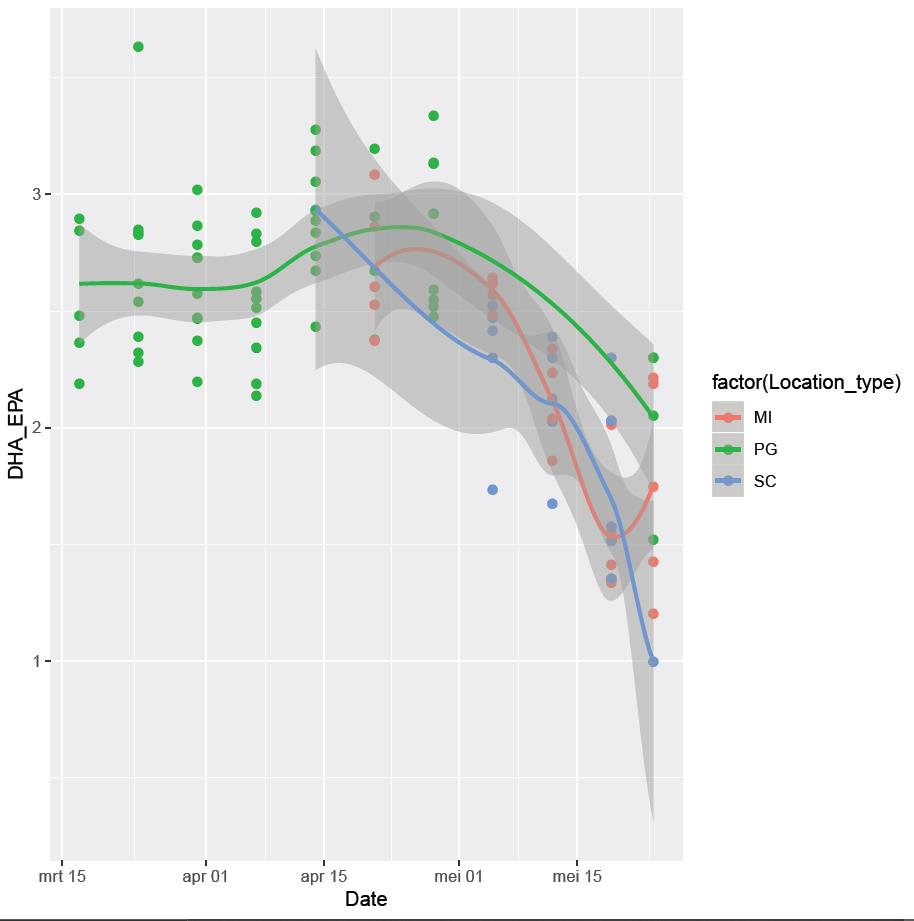 DHA_EPA
3
2
1
mrt 15
apr 01
apr 15
mei 01
mei 15
Date
factor(Location_type)
MI
PG
SC